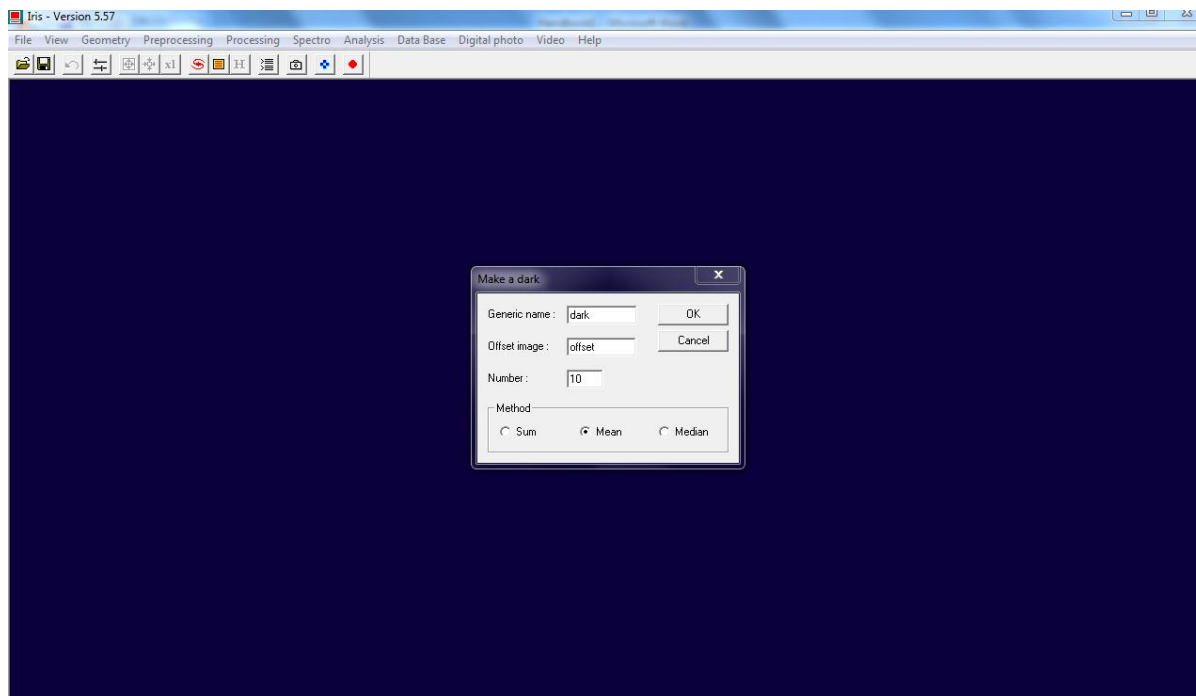 Iris - Version 5.57
File View Geometry Preprocessing Processing Spectro Analysis Data Base Digital photo Video Help
x1 H
Make a dark
Generic name : dark OK
Offset image : offset Cancel
Number : 10
Method
Sum Mean Median